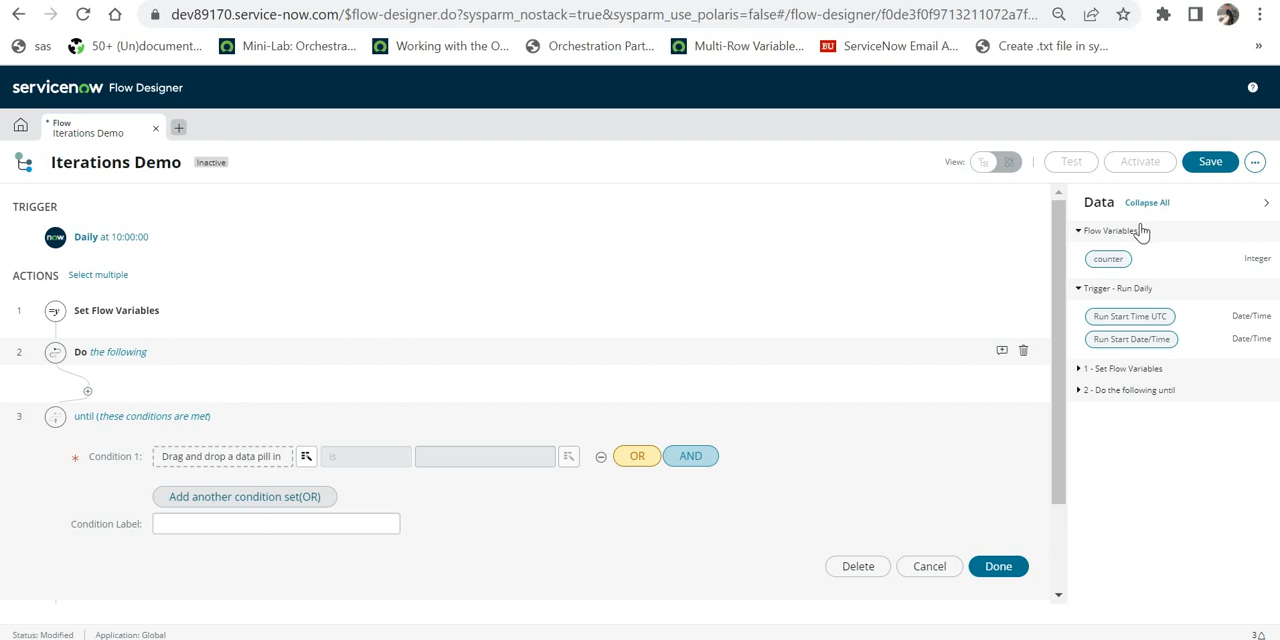 dev89170.service-now.com/$flow-designer.do?sysparm_nostack=true&sysparm_use_polaris=false#/flow-designer/f0de3f0f9713211072a7f...
sas
50+ (Un)document...
Mini-Lab: Orchestra...
Working with the O...
Orchestration Part...
Multi-Row Variable...
BU ServiceNow Email A...
Create .txt file in sy...
»
servicenow Flow Designer
* Flow
Iterations Demo
Iterations Demo Inactive
View:
Test
Activate
Save
TRIGGER
now Daily at 10:00:00
ACTIONS Select multiple
1 Set Flow Variables
2 Do the following
3 until (these conditions are met)
* Condition 1: Drag and drop a data pill in is OR AND
Add another condition set(OR)
Condition Label:
Delete Cancel Done
Data Collapse All
Flow Variables
counter Integer
Trigger - Run Daily
Run Start Time UTC Date/Time
Run Start Date/Time Date/Time
1 - Set Flow Variables
2 - Do the following until
Status: Modified Application: Global 3